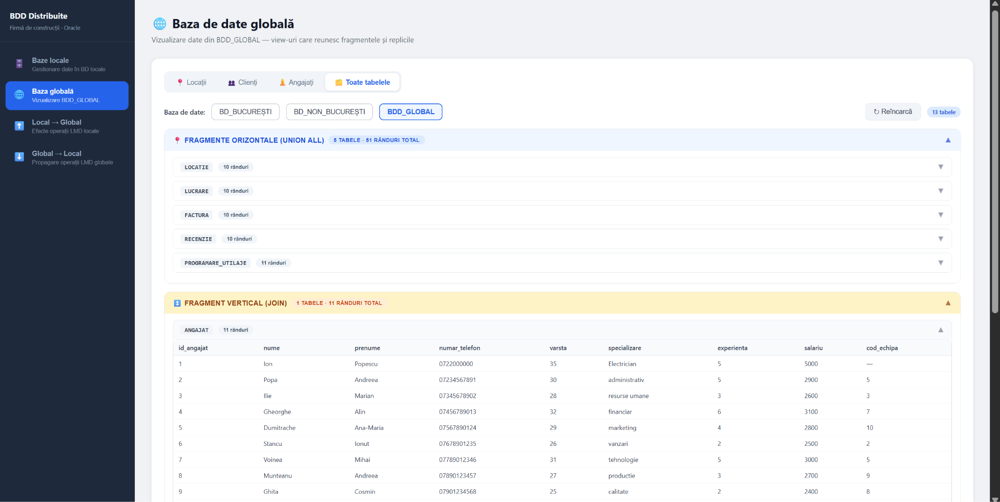 BDD Distribuite
Firmă de construcții · Oracle
Baze locale
Gestionare date în BD locale
Baza globală
Vizualizare BDD_GLOBAL
Local → Global
Efecte operații LMD locale
Global → Local
Propagare operații LMD globale
Baza de date globală
Vizualizare date din BDD_GLOBAL — view-uri care reunesc fragmentele și replicile
Locații Clienți Angajați Toate tabelele
Baza de date: BD_BUCUREȘTI BD_NON_BUCUREȘTI BDD_GLOBAL ↻ Reîncarcă 13 tabele
FRAGMENTE ORIZONTALE (UNION ALL) 5 TABELE · 51 RÂNDURI TOTAL ▲
LOCATIE 10 rânduri ▼
LUCRARE 10 rânduri ▼
FACTURA 10 rânduri ▼
RECENZIE 10 rânduri ▼
PROGRAMARE_UTILAJE 11 rânduri ▼
FRAGMENT VERTICAL (JOIN) 1 TABELE · 11 RÂNDURI TOTAL ▲
ANGAJAT 11 rânduri ▲
id_angajat nume prenume numar_telefon varsta specializare experienta salariu cod_echipa
1 Ion Popescu 0722000000 35 Electrician 5 5000 —
2 Popa Andreea 07234567891 30 administrativ 5 2900 5
3 Ilie Marian 07345678902 28 resurse umane 3 2600 3
4 Gheorghe Alin 07456789013 32 financiar 6 3100 7
5 Dumitrache Ana-Maria 07567890124 29 marketing 4 2800 10
6 Stancu Ionut 07678901235 26 vanzari 2 2500 2
7 Voinea Mihai 07789012346 31 tehnologie 5 3000 5
8 Munteanu Andreea 07890123457 27 productie 3 2700 9
9 Ghita Cosmin 07901234568 25 calitate 2 2400 8